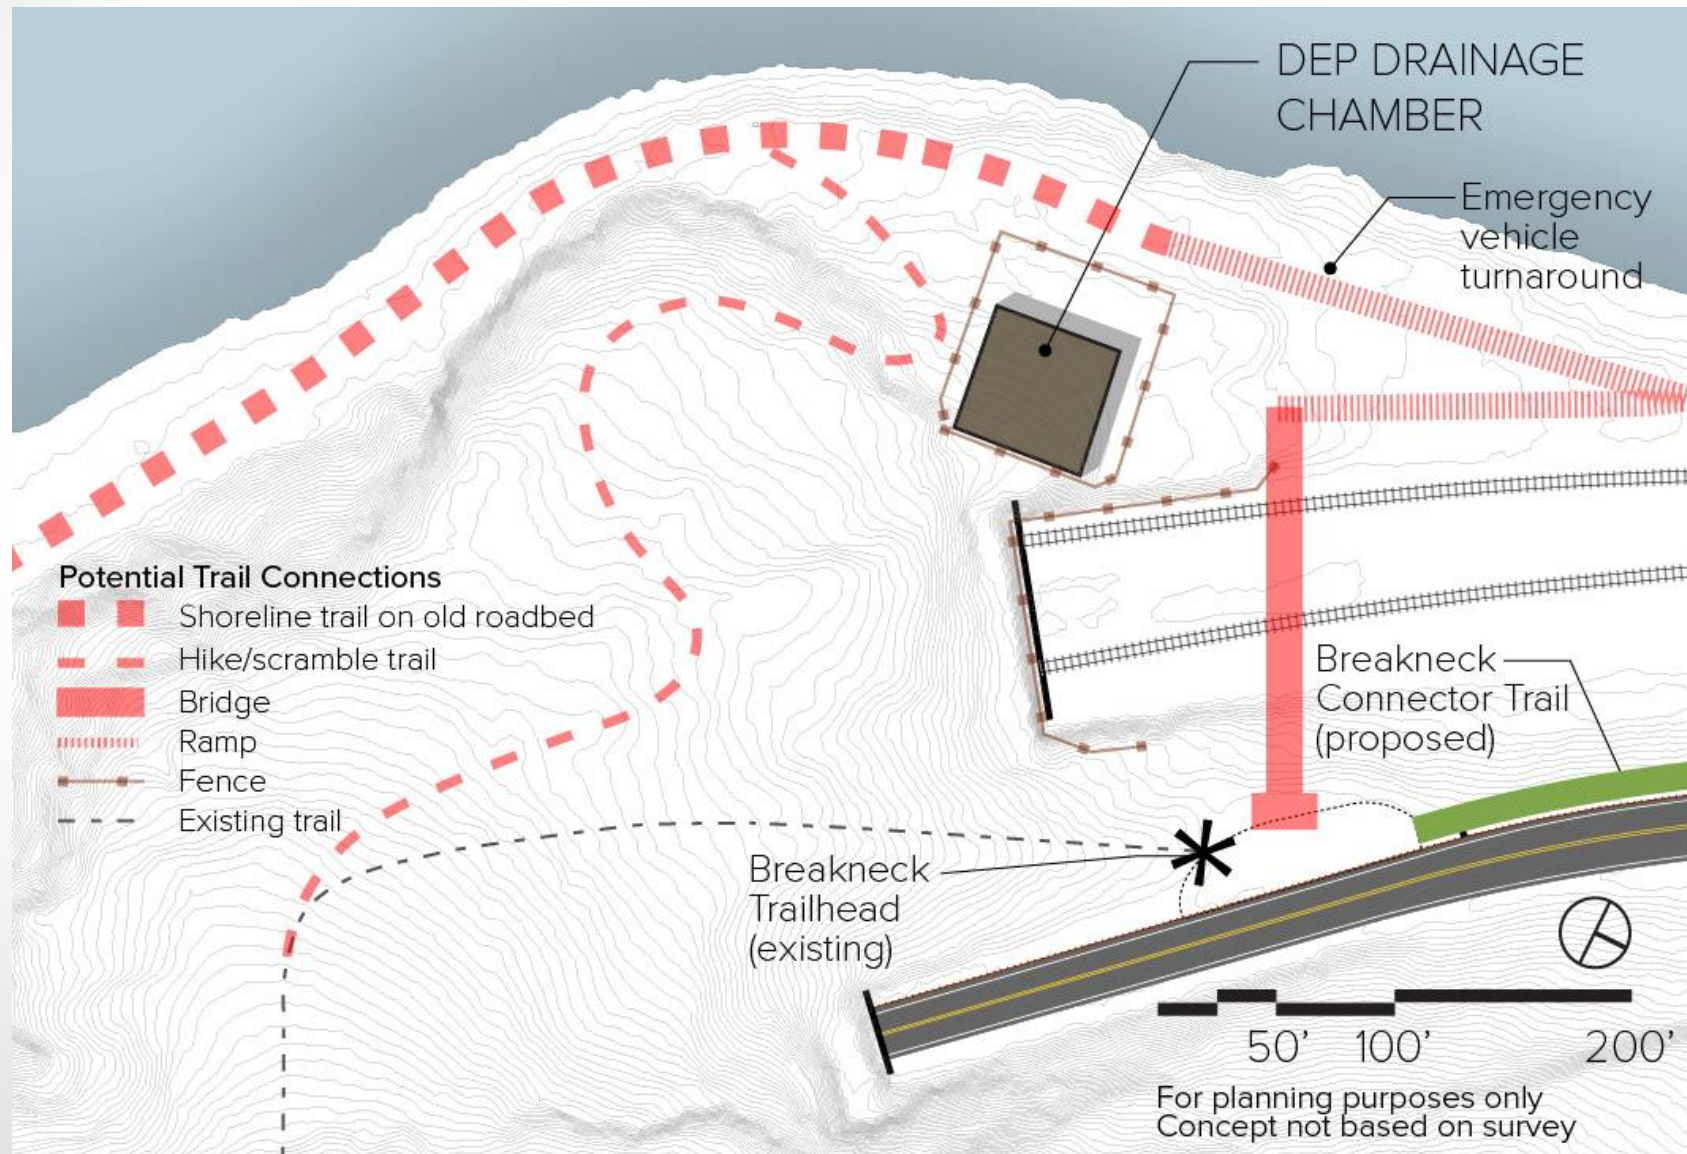 DEP DRAINAGE
CHAMBER
Emergency
vehicle
turnaround
Potential Trail Connections
Shoreline trail on old roadbed
Hike/scramble trail
Bridge
Ramp
Fence
Existing trail
Breakneck
Connector Trail
(proposed)
Breakneck
Trailhead
(existing)
50’ 100’ 200’
For planning purposes only
Concept not based on survey